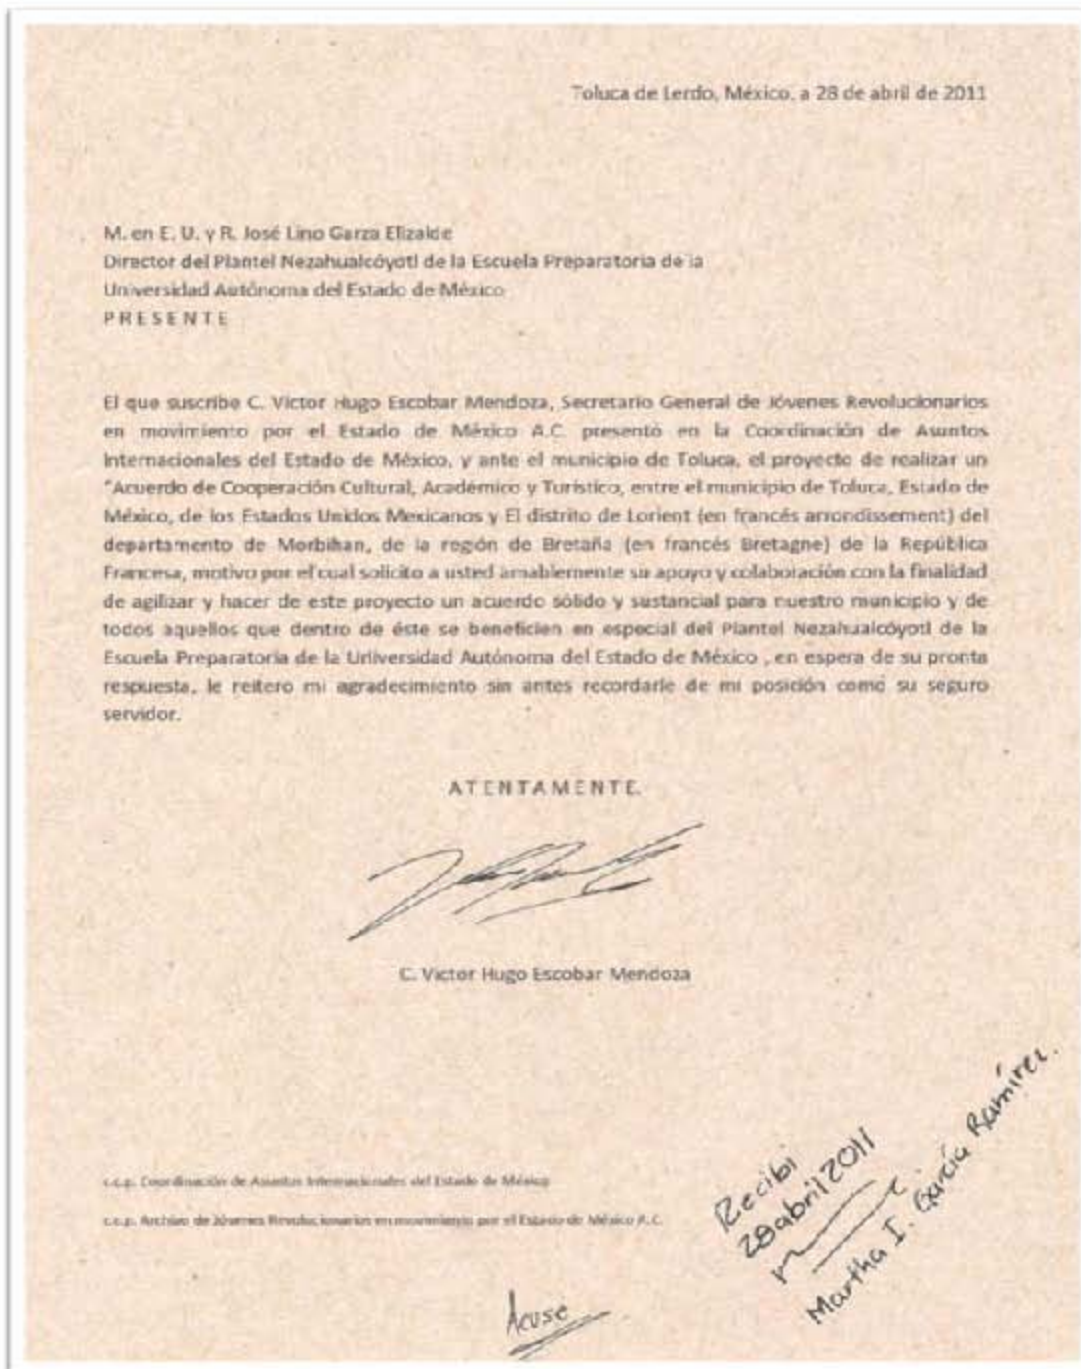 Toluca de Lerdo, México, a 28 de abril de 2011
M. en E. U. y R. José Lino Garza Elizalde
Director del Plantel Nezahualcóyotl de la Escuela Preparatoria de la
Universidad Autónoma del Estado de México
PRESENTE
El que suscribe C. Victor Hugo Escobar Mendoza, Secretario General de Jóvenes Revolucionarios
en movimiento por el Estado de México A.C. presentó en la Coordinación de Asuntos
Internacionales del Estado de México, y ante el municipio de Toluca, el proyecto de realizar un
"Acuerdo de Cooperación Cultural, Académico y Turístico, entre el municipio de Toluca, Estado de
México, de los Estados Unidos Mexicanos y El distrito de Lorient (en francés arrondissement) del
departamento de Morbihan, de la región de Bretaña (en francés Bretagne) de la República
Francesa, motivo por el cual solicito a usted amablemente su apoyo y colaboración con la finalidad
de agilizar y hacer de este proyecto un acuerdo sólido y sustancial para nuestro municipio y de
todos aquellos que dentro de éste se beneficien en especial del Plantel Nezahualcóyotl de la
Escuela Preparatoria de la Universidad Autónoma del Estado de México , en espera de su pronta
respuesta, le reitero mi agradecimiento sin antes recordarle de mi posición como su seguro
servidor.
ATENTAMENTE.
C. Victor Hugo Escobar Mendoza
c.c.p. Coordinación de Asuntos Internacionales del Estado de México
c.c.p. Archivo de Jóvenes Revolucionarios en movimiento por el Estado de México A.C.
Recibi
28 abril 2011
Martha I. García Ramírez.
Acuse